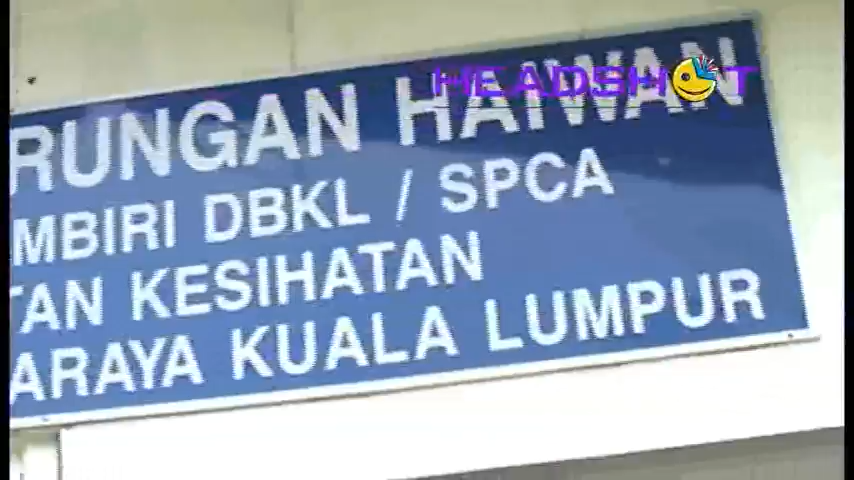 HEADSHOT
RUNGAN HAIWAN
MBIRI DBKL / SPCA
TAN KESIHATAN
ARAYA KUALA LUMPUR